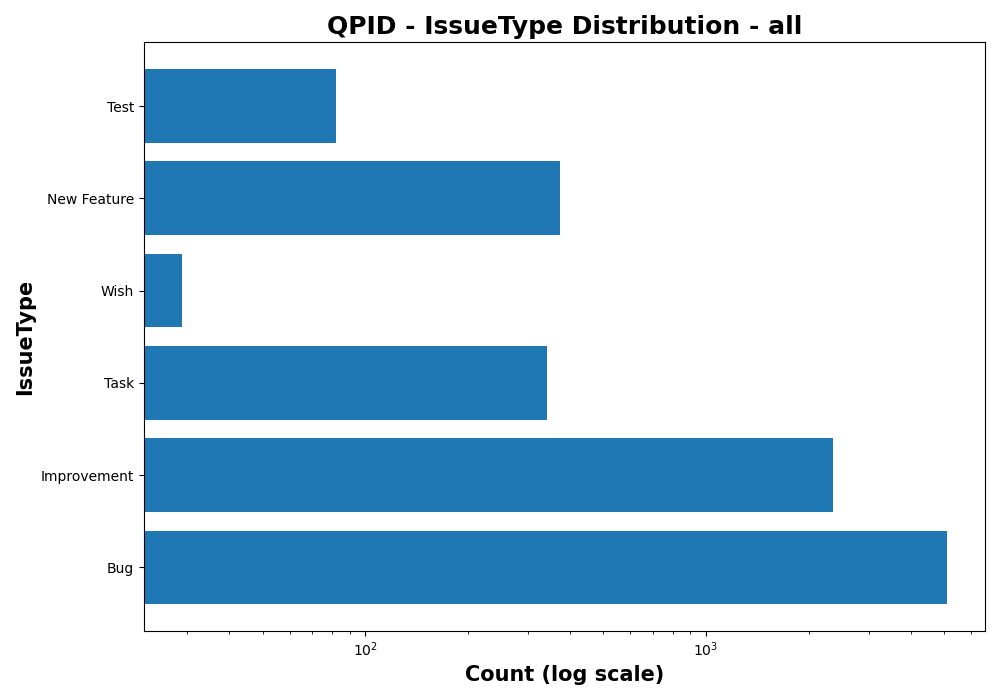 QPID - IssueType Distribution - all
Test
New Feature
Wish
Task
Improvement
Bug
IssueType
10²
10³
Count (log scale)